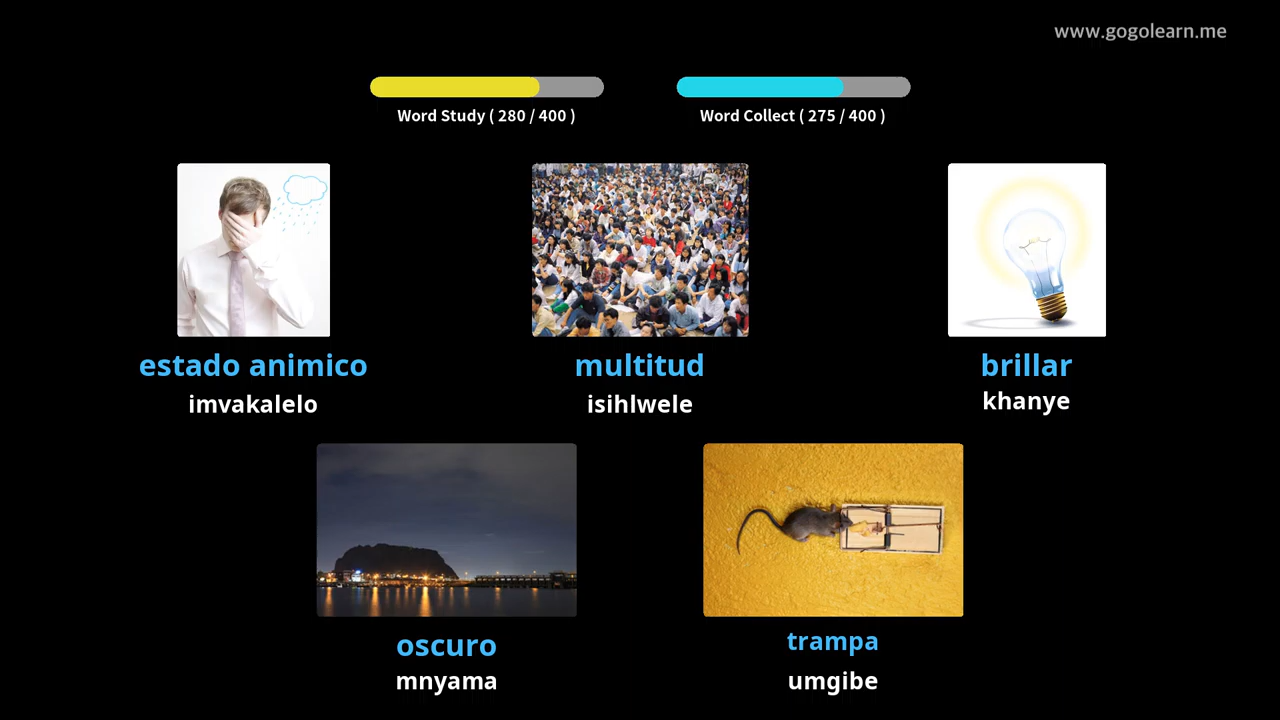 www.gogolearn.me
Word Study ( 280 / 400 )
Word Collect ( 275 / 400 )
estado animico
imvakalelo
multitud
isihlwele
brillar
khanye
oscuro
mnyama
trampa
umgibe